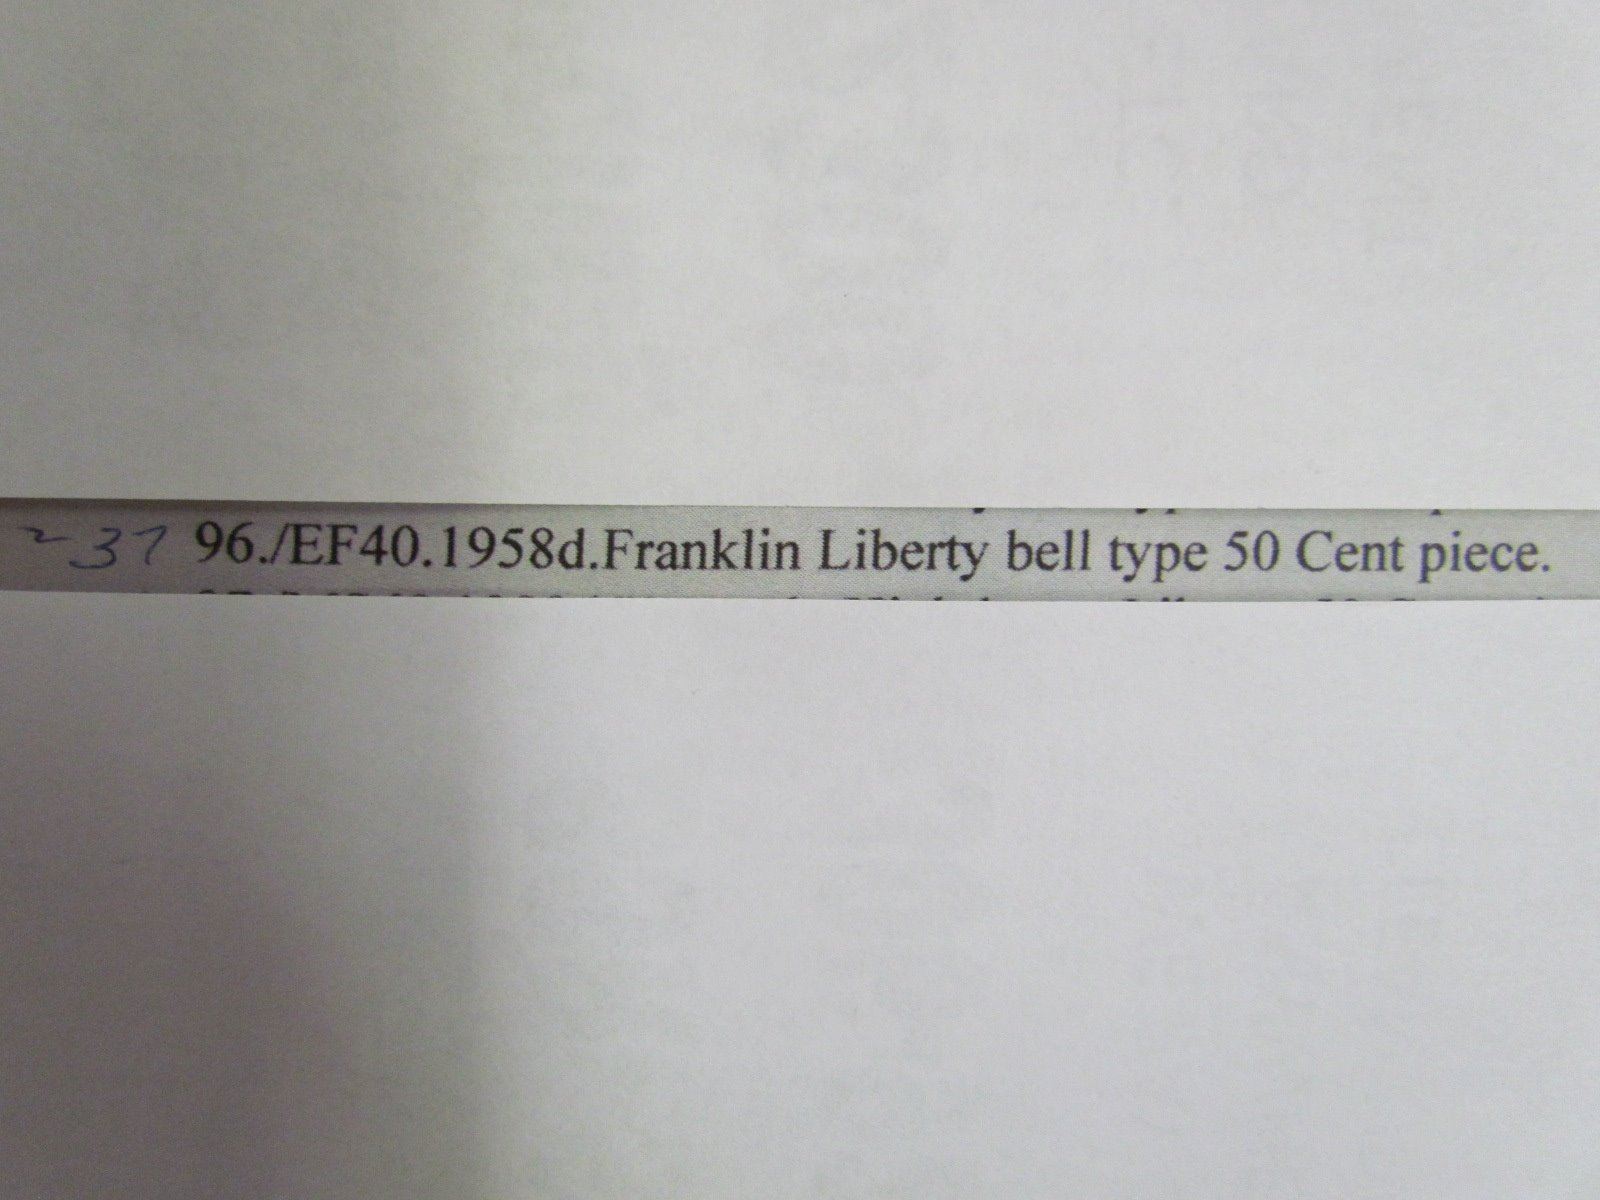 ~37 96./EF40.1958d.Franklin Liberty bell type 50 Cent piece.